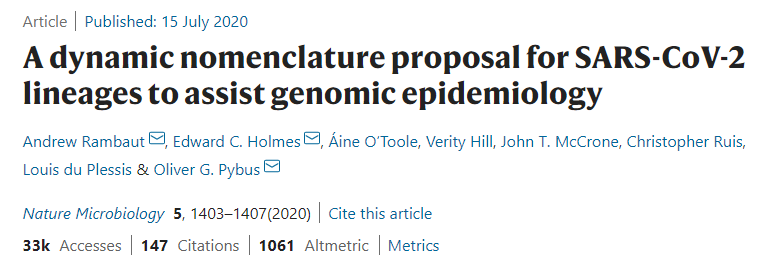 Article | Published: 15 July 2020
A dynamic nomenclature proposal for SARS-CoV-2
lineages to assist genomic epidemiology
Andrew Rambaut, Edward C. Holmes, Áine O’Toole, Verity Hill, John T. McCrone, Christopher Ruis,
Louis du Plessis & Oliver G. Pybus
Nature Microbiology 5, 1403–1407(2020) | Cite this article
33k Accesses | 147 Citations | 1061 Altmetric | Metrics